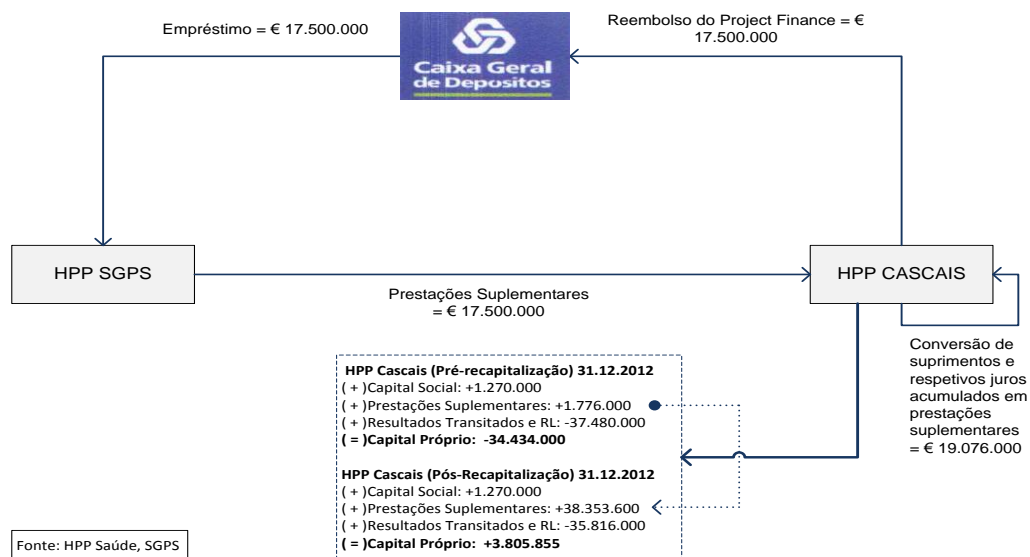 Empréstimo = € 17.500.000
Reembolso do Project Finance = €
17.500.000
Caixa Geral
de Depositos
HPP SGPS
HPP CASCAIS
Prestações Suplementares
= € 17.500.000
Conversão de
suprimentos e
respetivos juros
acumulados em
prestações
suplementares
= € 19.076.000
HPP Cascais (Pré-recapitalização) 31.12.2012
( + )Capital Social: +1.270.000
( + )Prestações Suplementares: +1.776.000
( + )Resultados Transitados e RL: -37.480.000
( = )Capital Próprio: -34.434.000
HPP Cascais (Pós-Recapitalização) 31.12.2012
( + )Capital Social: +1.270.000
( + )Prestações Suplementares: +38.353.600
( + )Resultados Transitados e RL: -35.816.000
( = )Capital Próprio: +3.805.855
Fonte: HPP Saúde, SGPS